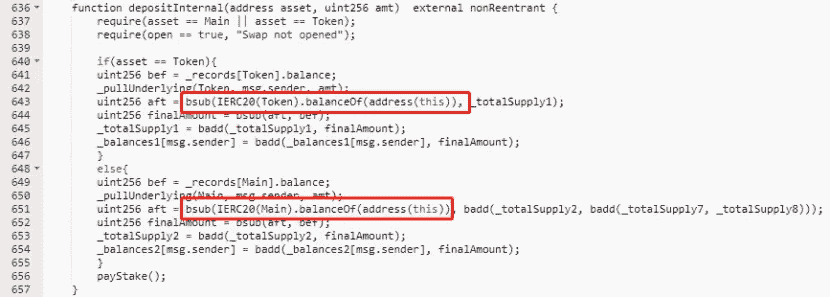 636 function depositInternal(address asset, uint256 amt)  external nonReentrant {
637 require(asset == Main || asset == Token);
638 require(open == true, "Swap not opened");
639
640 if(asset == Token){
641 uint256 bef = _records[Token].balance;
642 _pullUnderlying(Token, msg.sender, amt);
643 uint256 aft = bsub(IERC20(Token).balanceOf(address(this)), _totalSupply1);
644 uint256 finalAmount = bsub(aft, bef);
645 _totalSupply1 = badd(_totalSupply1, finalAmount);
646 _balances1[msg.sender] = badd(_balances1[msg.sender], finalAmount);
647 }
648 else{
649 uint256 bef = _records[Main].balance;
650 _pullUnderlying(Main, msg.sender, amt);
651 uint256 aft = bsub(IERC20(Main).balanceOf(address(this)), badd(_totalSupply2, badd(_totalSupply7, _totalSupply8)));
652 uint256 finalAmount = bsub(aft, bef);
653 _totalSupply2 = badd(_totalSupply2, finalAmount);
654 _balances2[msg.sender] = badd(_balances2[msg.sender], finalAmount);
655 }
656 payStake();
657 }